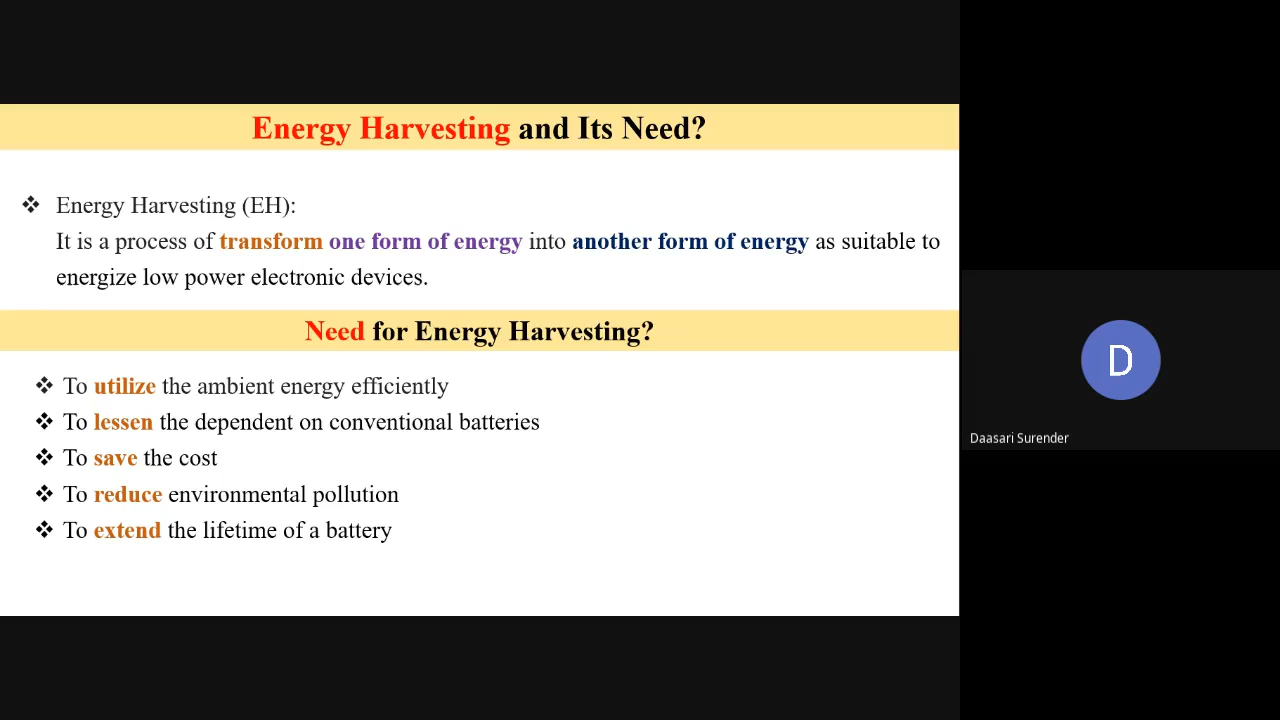 Energy Harvesting and Its Need?
❖ Energy Harvesting (EH):
It is a process of transform one form of energy into another form of energy as suitable to
energize low power electronic devices.
Need for Energy Harvesting?
❖ To utilize the ambient energy efficiently
❖ To lessen the dependent on conventional batteries
❖ To save the cost
❖ To reduce environmental pollution
❖ To extend the lifetime of a battery
D
Daasari Surender